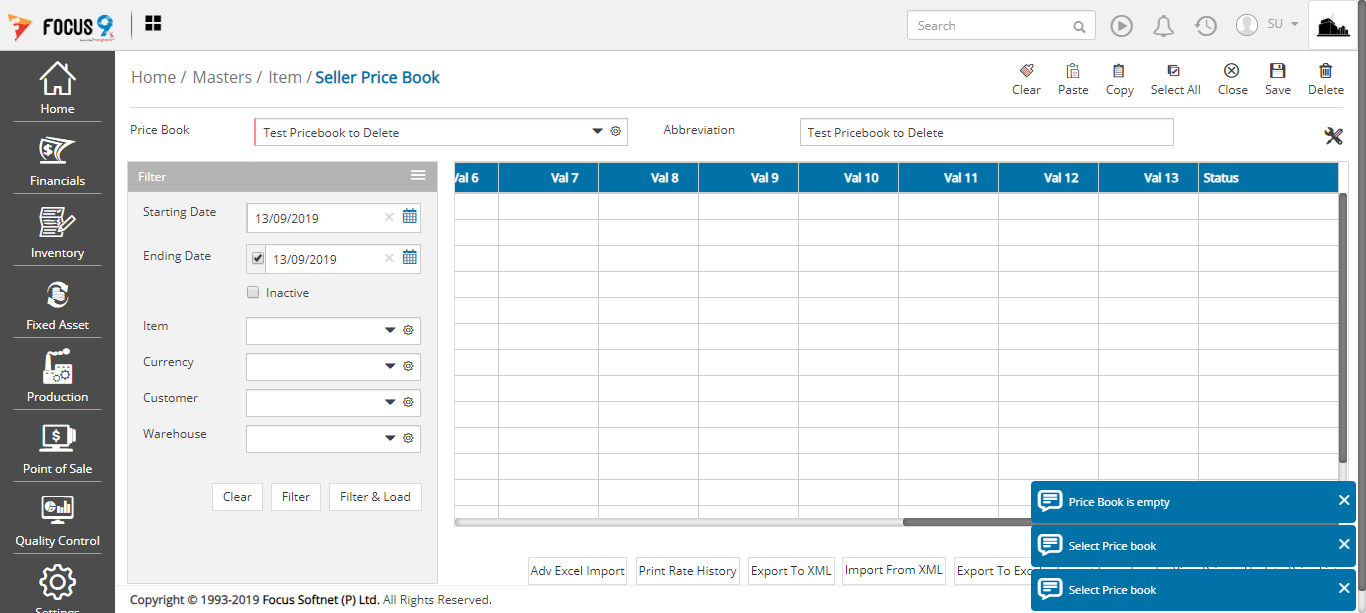 FOCUS 9
Search
SU
Home / Masters / Item / Seller Price Book
Clear
Paste
Copy
Select All
Close
Save
Delete
Home
Financials
Inventory
Fixed Asset
Production
Point of Sale
Quality Control
Settings
Price Book
Test Pricebook to Delete
Abbreviation
Test Pricebook to Delete
Filter
Starting Date
13/09/2019
Ending Date
13/09/2019
Inactive
Item
Currency
Customer
Warehouse
Clear
Filter
Filter & Load
Val 6
Val 7
Val 8
Val 9
Val 10
Val 11
Val 12
Val 13
Status
Price Book is empty
Select Price book
Select Price book
Adv Excel Import
Print Rate History
Export To XML
Import From XML
Export To
Copyright © 1993-2019 Focus Softnet (P) Ltd. All Rights Reserved.